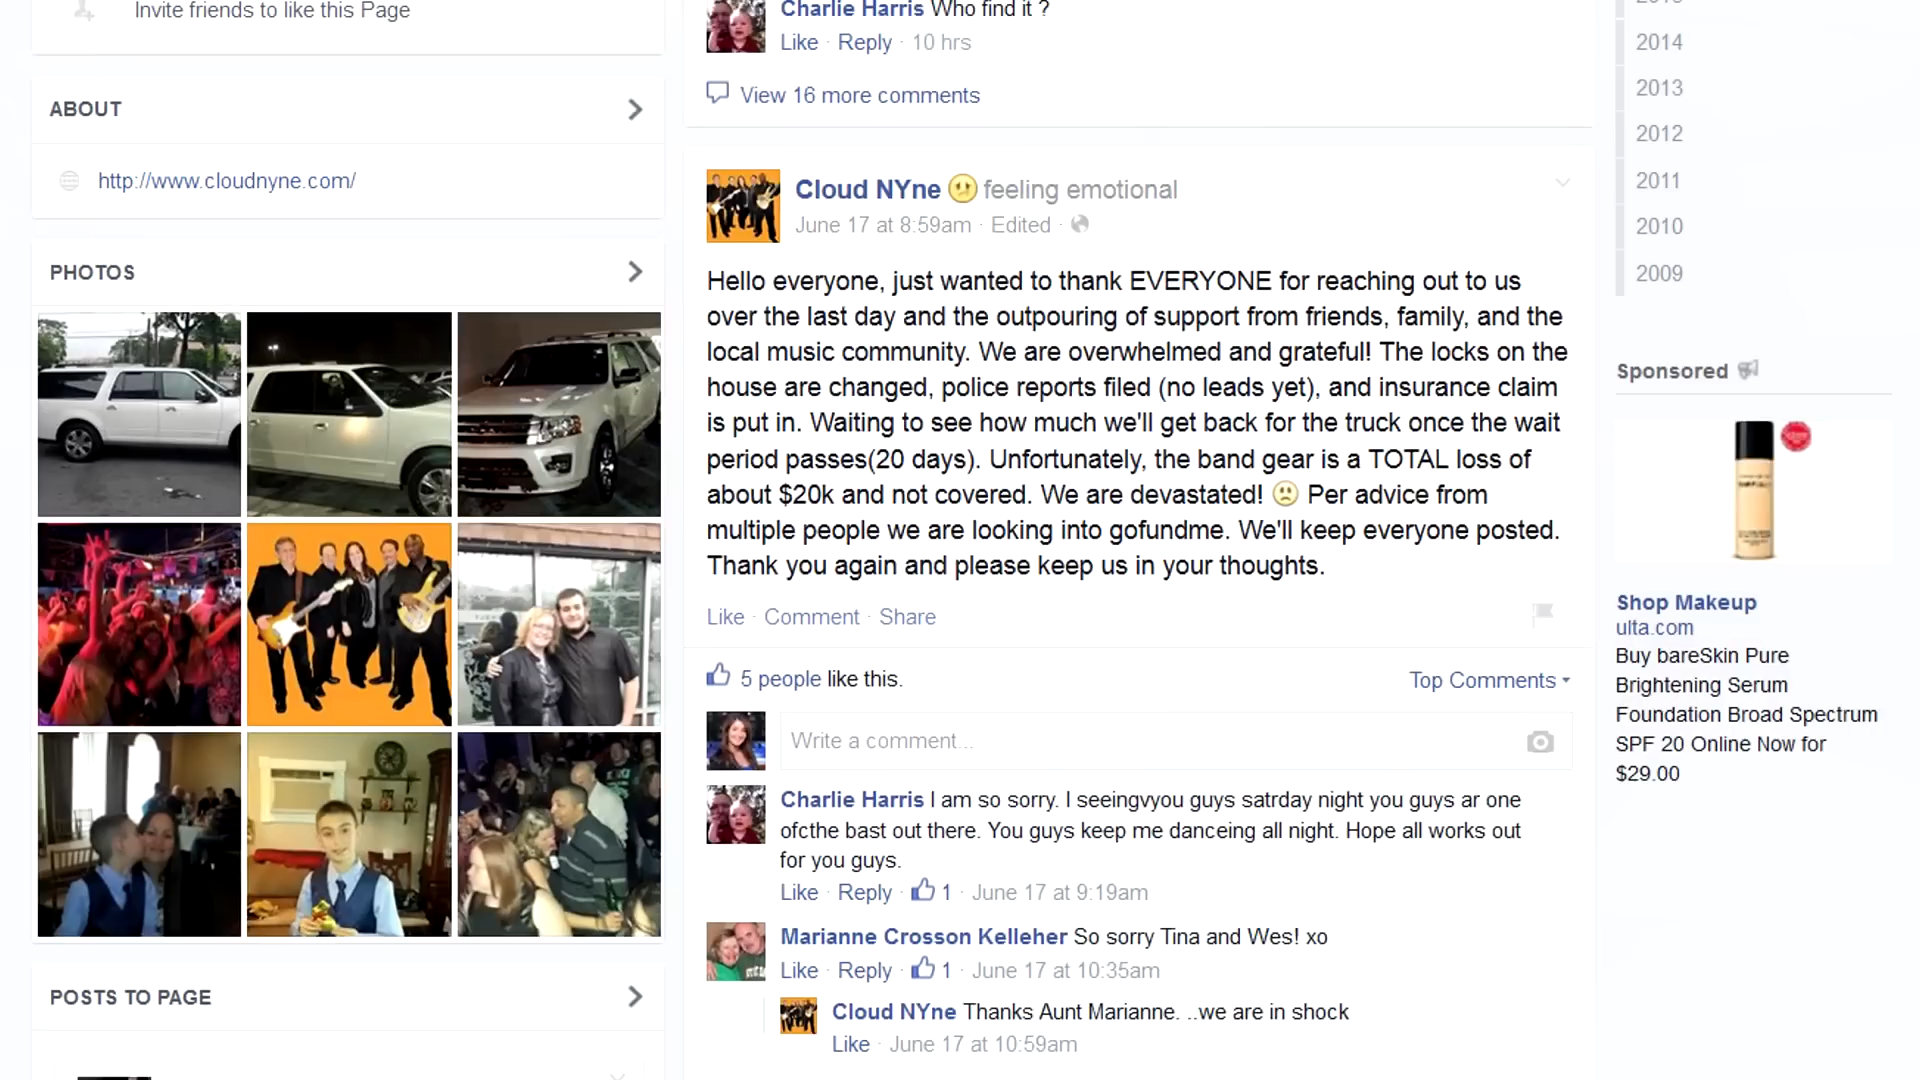 Invite friends to like this Page
ABOUT
http://www.cloudnyne.com/
PHOTOS
POSTS TO PAGE
Charlie Harris Who find it ?
Like · Reply · 10 hrs
View 16 more comments
Cloud NYne feeling emotional
June 17 at 8:59am · Edited ·
Hello everyone, just wanted to thank EVERYONE for reaching out to us
over the last day and the outpouring of support from friends, family, and the
local music community. We are overwhelmed and grateful! The locks on the
house are changed, police reports filed (no leads yet), and insurance claim
is put in. Waiting to see how much we'll get back for the truck once the wait
period passes(20 days). Unfortunately, the band gear is a TOTAL loss of
about $20k and not covered. We are devastated! Per advice from
multiple people we are looking into gofundme. We'll keep everyone posted.
Thank you again and please keep us in your thoughts.
Like · Comment · Share
5 people like this.
Top Comments
Write a comment...
Charlie Harris I am so sorry. I seeingvyou guys satrday night you guys ar one
ofcthe bast out there. You guys keep me danceing all night. Hope all works out
for you guys.
Like · Reply · 1 · June 17 at 9:19am
Marianne Crosson Kelleher So sorry Tina and Wes! xo
Like · Reply · 1 · June 17 at 10:35am
Cloud NYne Thanks Aunt Marianne. ..we are in shock
Like · June 17 at 10:59am
2014
2013
2012
2011
2010
2009
Sponsored
Shop Makeup
ulta.com
Buy bareSkin Pure
Brightening Serum
Foundation Broad Spectrum
SPF 20 Online Now for
$29.00